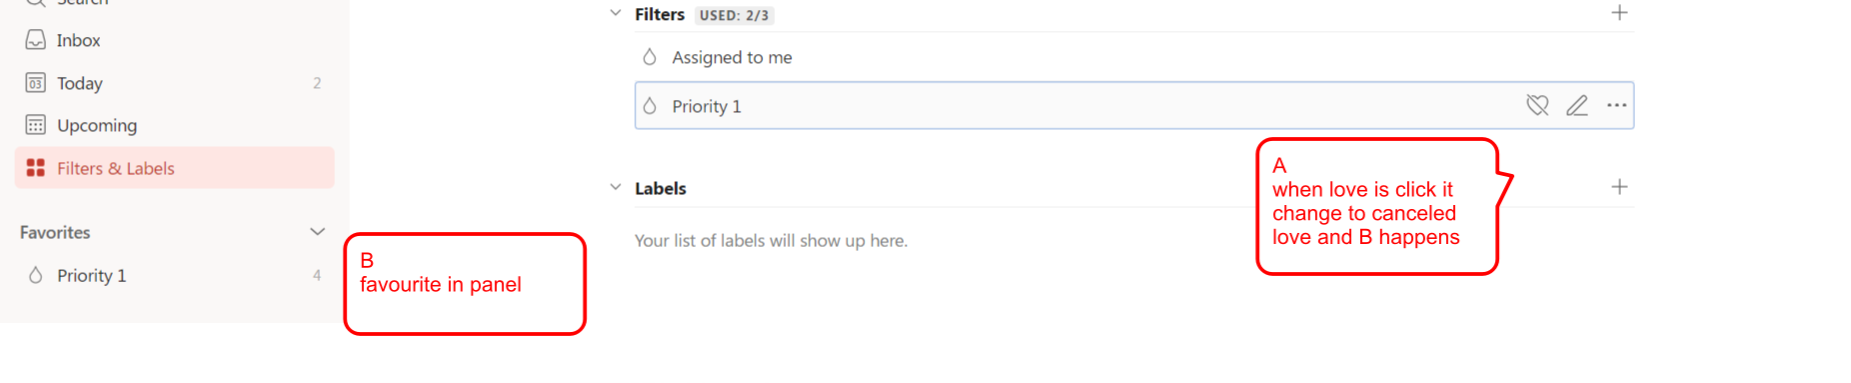 Search
Inbox
03
Today 2
Upcoming
Filters & Labels
Favorites
Priority 1 4
B
favourite in panel
Filters USED: 2/3
Assigned to me
Priority 1
Labels
Your list of labels will show up here.
A
when love is click it
change to canceled
love and B happens